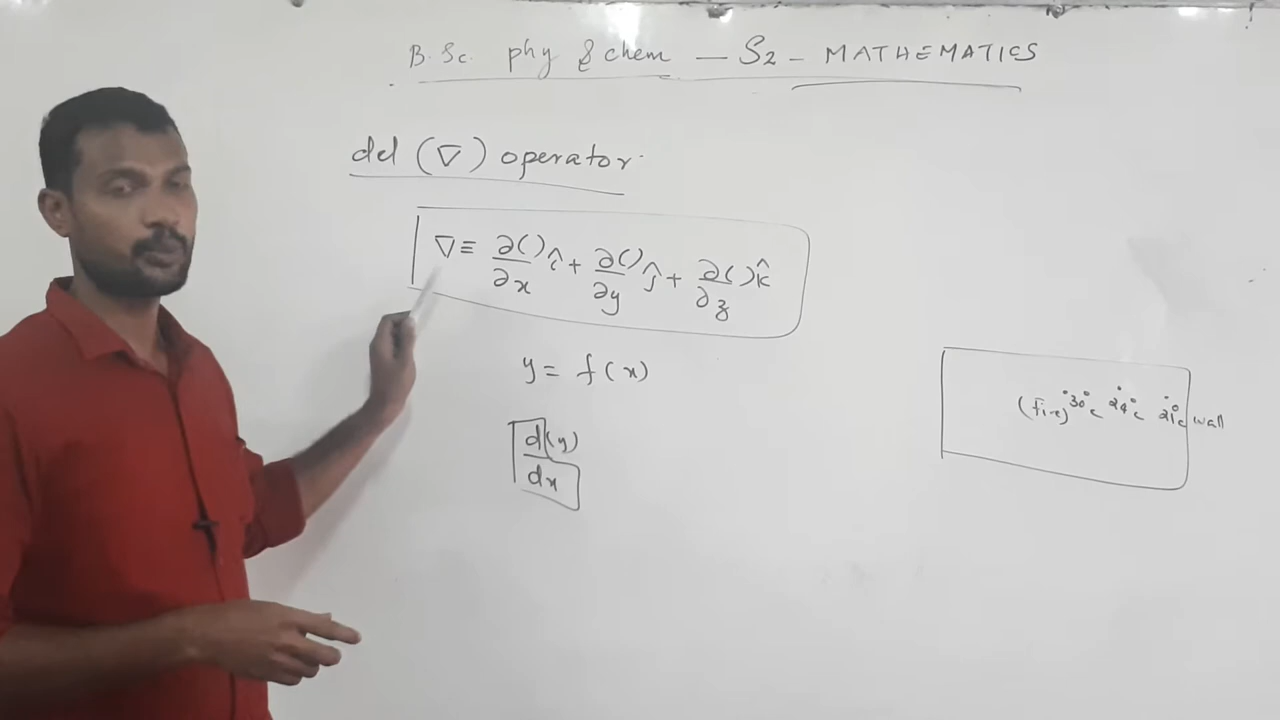 B.Sc. phy & chem — S2 - MATHEMATICS
del (∇) operator
∇ ≡ ∂()/∂x î + ∂()/∂y ĵ + ∂()/∂z k̂
y = f(x)
d(y)/dx
(fire) 30°c 24°c 21°c wall